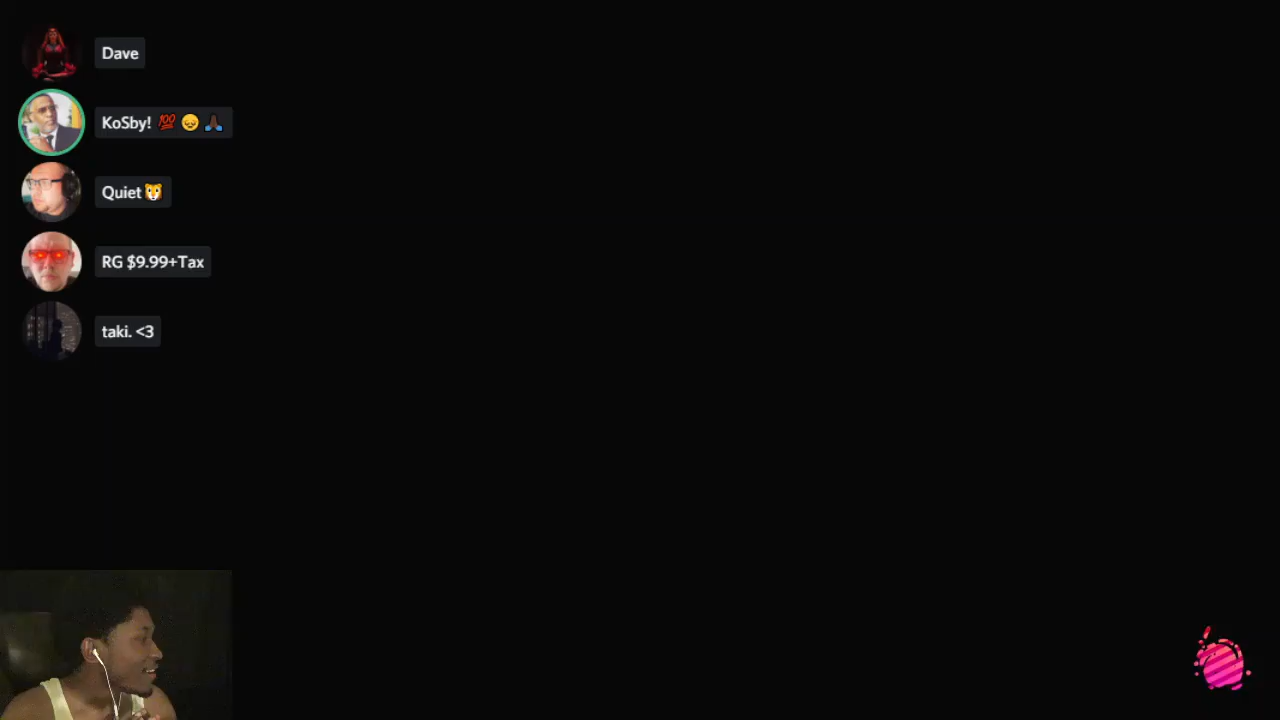 Dave
KoSby! 💯 😞 🙏🏿
Quiet🐯
RG $9.99+Tax
taki. <3